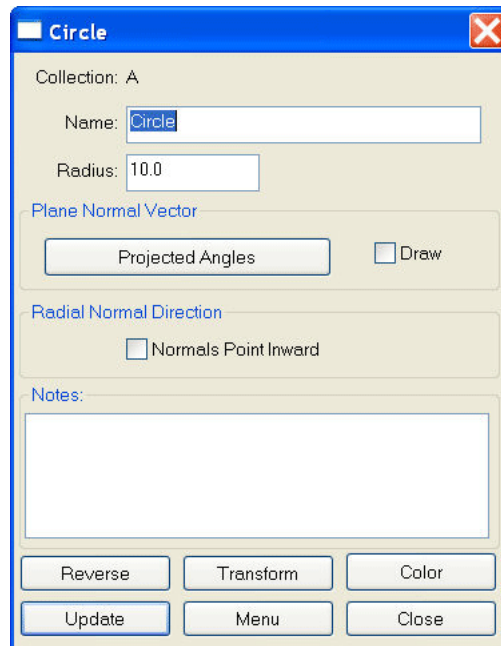 Circle
Collection: A
Name: Circle
Radius: 10.0
Plane Normal Vector
Projected Angles Draw
Radial Normal Direction
Normals Point Inward
Notes:
Reverse Transform Color
Update Menu Close